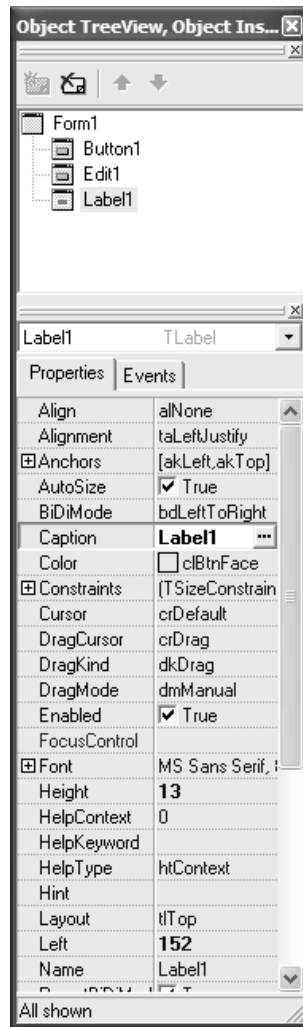 Object TreeView, Object Ins...
Form1
Button1
Edit1
Label1
Label1 TLabel
Properties Events
Align alNone
Alignment taLeftJustify
Anchors [akLeft,akTop]
AutoSize True
BiDiMode bdLeftToRight
Caption Label1 ...
Color clBtnFace
Constraints (TSizeConstrain
Cursor crDefault
DragCursor crDrag
DragKind dkDrag
DragMode dmManual
Enabled True
FocusControl
Font MS Sans Serif,
Height 13
HelpContext 0
HelpKeyword
HelpType htContext
Hint
Layout tlTop
Left 152
Name Label1
All shown